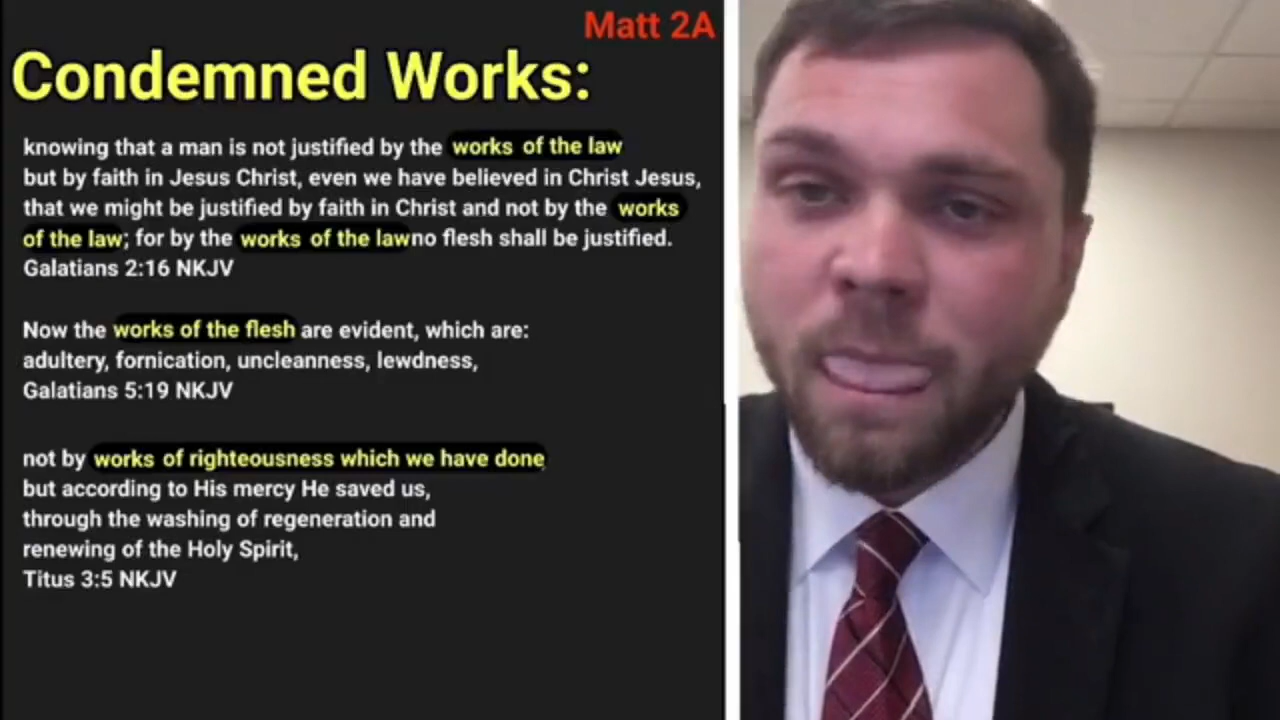 Matt 2A
Condemned Works:
knowing that a man is not justified by the works of the law
but by faith in Jesus Christ, even we have believed in Christ Jesus,
that we might be justified by faith in Christ and not by the works
of the law; for by the works of the lawno flesh shall be justified.
Galatians 2:16 NKJV
Now the works of the flesh are evident, which are:
adultery, fornication, uncleanness, lewdness,
Galatians 5:19 NKJV
not by works of righteousness which we have done
but according to His mercy He saved us,
through the washing of regeneration and
renewing of the Holy Spirit,
Titus 3:5 NKJV